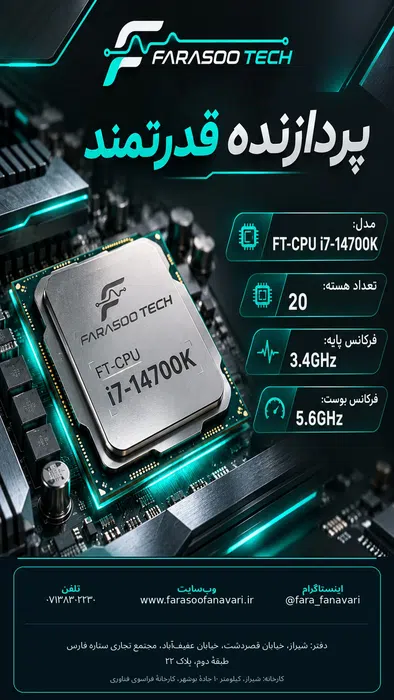 FARASOO TECH
پردازنده قدرتمند
مدل:
FT-CPU i7-14700K
تعداد هسته:
20
فرکانس پایه:
3.4GHz
فرکانس بوست:
5.6GHz
FARASOO TECH
FT-CPU
i7-14700K
اینستاگرام
@fara_fanavari
وب‌سایت
www.farasoofanavari.ir
تلفن
۰۷۱۳۸۳۰۲۲۳۰
دفتر: شیراز، خیابان قصردشت، خیابان عفیف‌آباد، مجتمع تجاری ستاره فارس
طبقهٔ دوم، پلاک ۲۲
کارخانه: شیراز، کیلومتر ۱۰ جادهٔ بوشهر، کارخانهٔ فراسوی فناوری